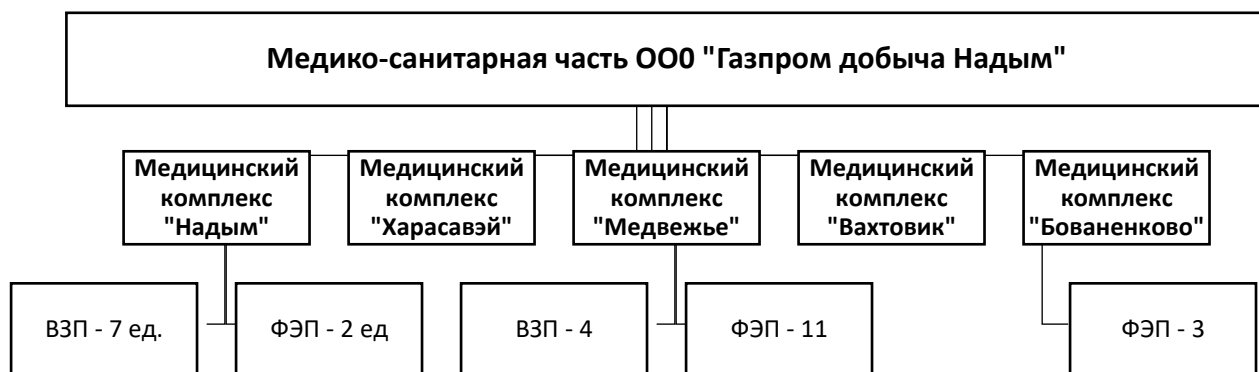 Медико-санитарная часть ОО0 "Газпром добыча Надым"
Медицинский
комплекс
"Надым"
Медицинский
комплекс
"Харасавэй"
Медицинский
комплекс
"Медвежье"
Медицинский
комплекс
"Вахтовик"
Медицинский
комплекс
"Бованенково"
ВЗП - 7 ед.
ФЭП - 2 ед
ВЗП - 4
ФЭП - 11
ФЭП - 3